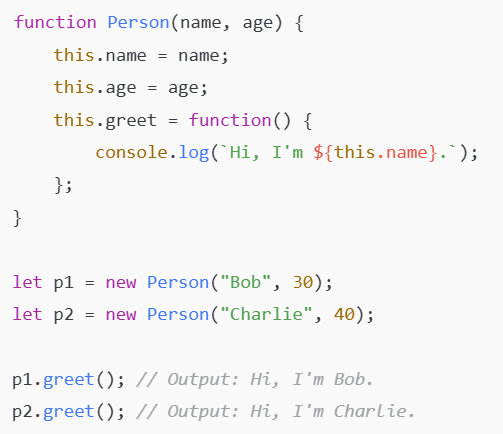 function Person(name, age) {
    this.name = name;
    this.age = age;
    this.greet = function() {
        console.log(`Hi, I'm ${this.name}.`);
    };
}

let p1 = new Person("Bob", 30);
let p2 = new Person("Charlie", 40);

p1.greet(); // Output: Hi, I'm Bob.
p2.greet(); // Output: Hi, I'm Charlie.